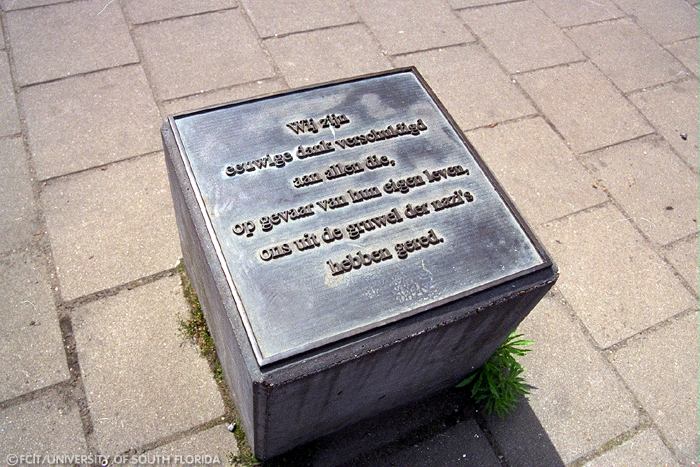 Wij zijn
eeuwige dank verschuldigd
aan allen die,
op gevaar van hun eigen leven,
ons uit de gruwel der nazi's
hebben gered.
©FCIT/UNIVERSITY OF SOUTH FLORIDA